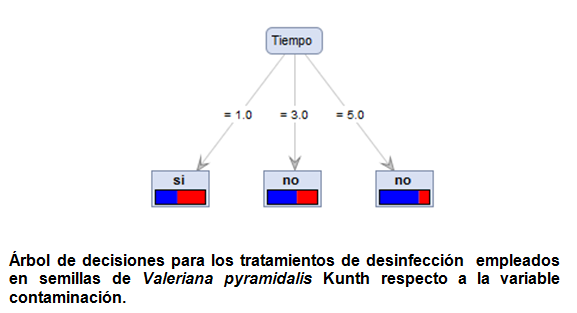 Tiempo
= 1.0 = 3.0 = 5.0
si no no
Árbol de decisiones para los tratamientos de desinfección empleados
en semillas de Valeriana pyramidalis Kunth respecto a la variable
contaminación.